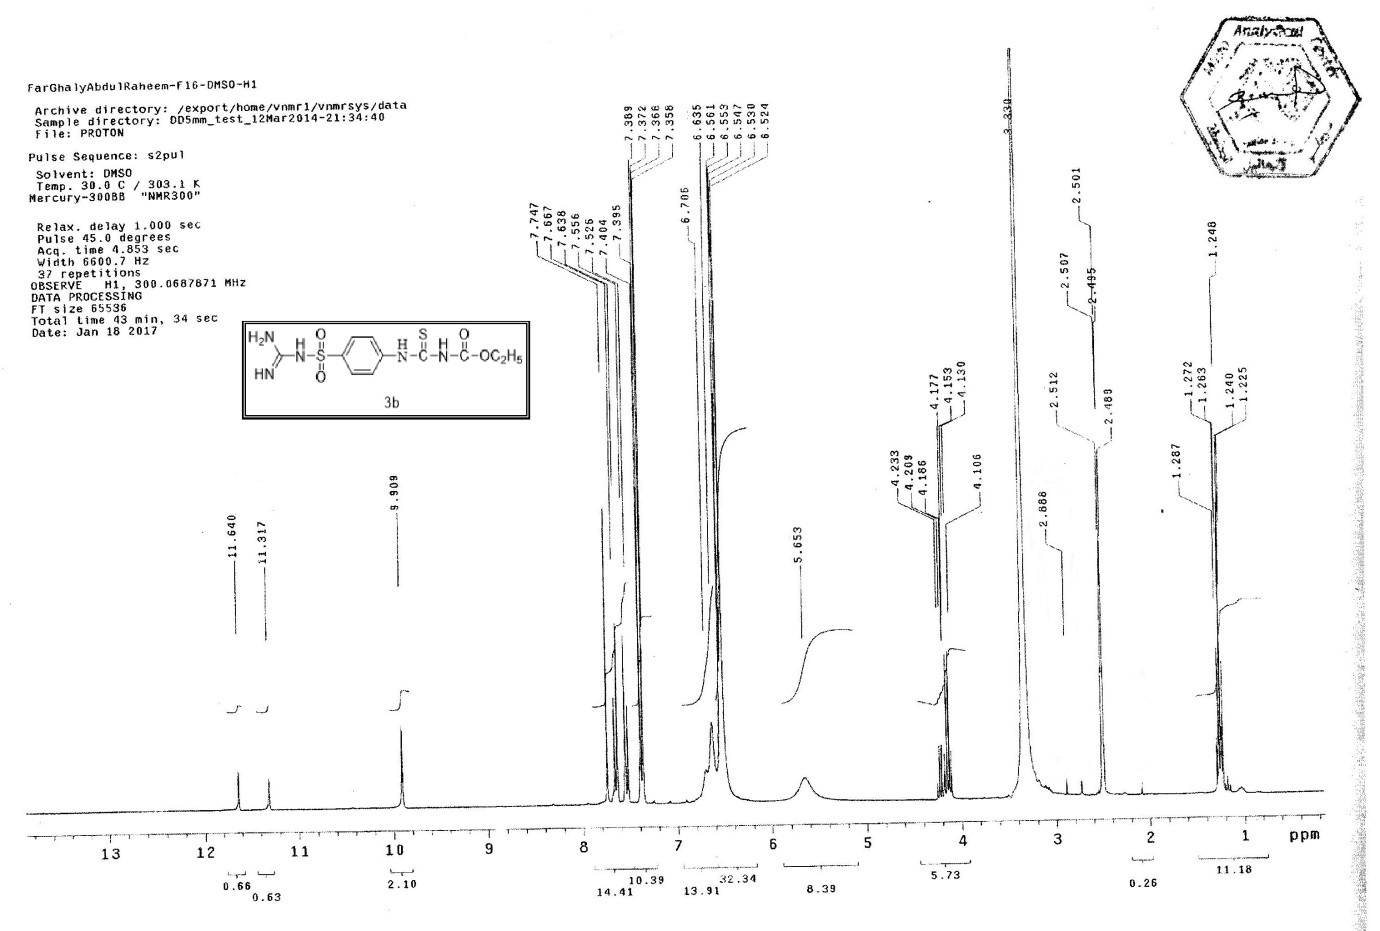 FarGhalyAbdulRaheem-F16-DMSO-H1
Archive directory: /export/home/vnmr1/vnmrsys/data
Sample directory: DD5mm_test_12Mar2014-21:34:40
File: PROTON
Pulse Sequence: s2pul
Solvent: DMSO
Temp. 30.0 C / 303.1 K
Mercury-300BB "NMR300"
Relax. delay 1.000 sec
Pulse 45.0 degrees
Acq. time 4.853 sec
Width 6600.7 Hz
37 repetitions
OBSERVE H1, 300.0687871 MHz
DATA PROCESSING
FT size 65536
Total time 43 min, 34 sec
Date: Jan 18 2017
H₂N
HN
H
N
O
S
O
H
N
S
C
N
H
O
C
OC₂H₅
3b
Analytical
11.640
11.317
9.909
7.747
7.667
7.638
7.556
7.526
7.404
7.395
7.389
7.372
7.366
7.358
6.706
6.635
6.561
6.553
6.547
6.530
6.524
5.653
4.233
4.209
4.186
4.177
4.153
4.130
4.106
3.330
2.888
2.512
2.507
2.501
2.495
2.489
1.287
1.272
1.263
1.248
1.240
1.225
13 12 11 10 9 8 7 6 5 4 3 2 1 ppm
0.66
0.63
2.10
14.41
10.39
13.91
32.34
8.39
5.73
0.26
11.18